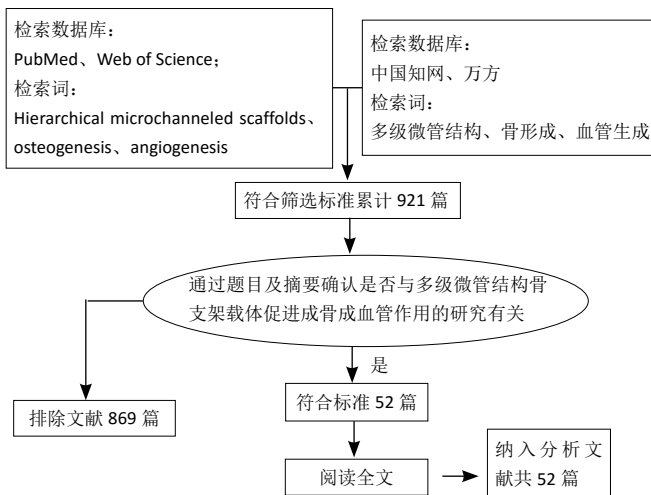 检索数据库：
PubMed、Web of Science；
检索词：
Hierarchical microchanneled scaffolds、
osteogenesis、angiogenesis
检索数据库：
中国知网、万方
检索词：
多级微管结构、骨形成、血管生成
符合筛选标准累计 921 篇
通过题目及摘要确认是否与多级微管结构骨
支架载体促进成骨成血管作用的研究有关
是
排除文献 869 篇
符合标准 52 篇
阅读全文
纳入分析文
献共 52 篇